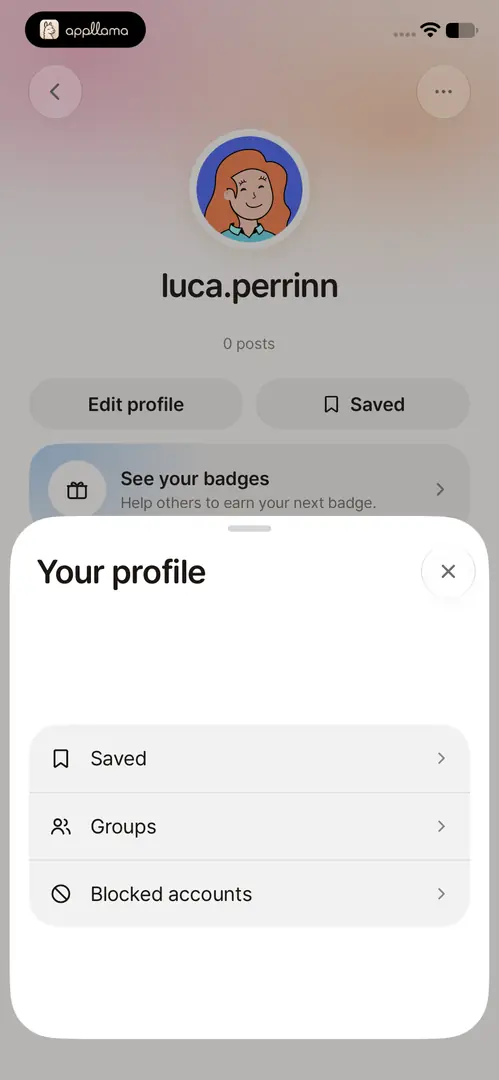 appllama
luca.perrinn
0 posts
Edit profile
Saved
See your badges
Help others to earn your next badge.
Your profile
Saved
Groups
Blocked accounts